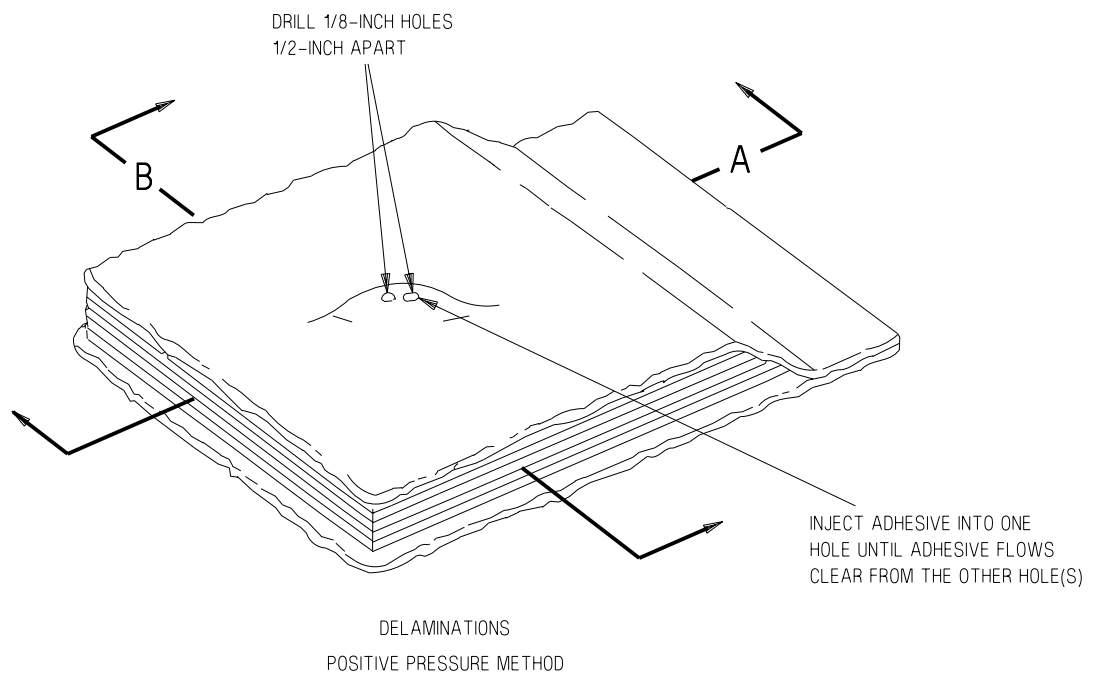 DRILL 1/8-INCH HOLES
1/2-INCH APART
B
A
INJECT ADHESIVE INTO ONE
HOLE UNTIL ADHESIVE FLOWS
CLEAR FROM THE OTHER HOLE(S)
DELAMINATIONS
POSITIVE PRESSURE METHOD